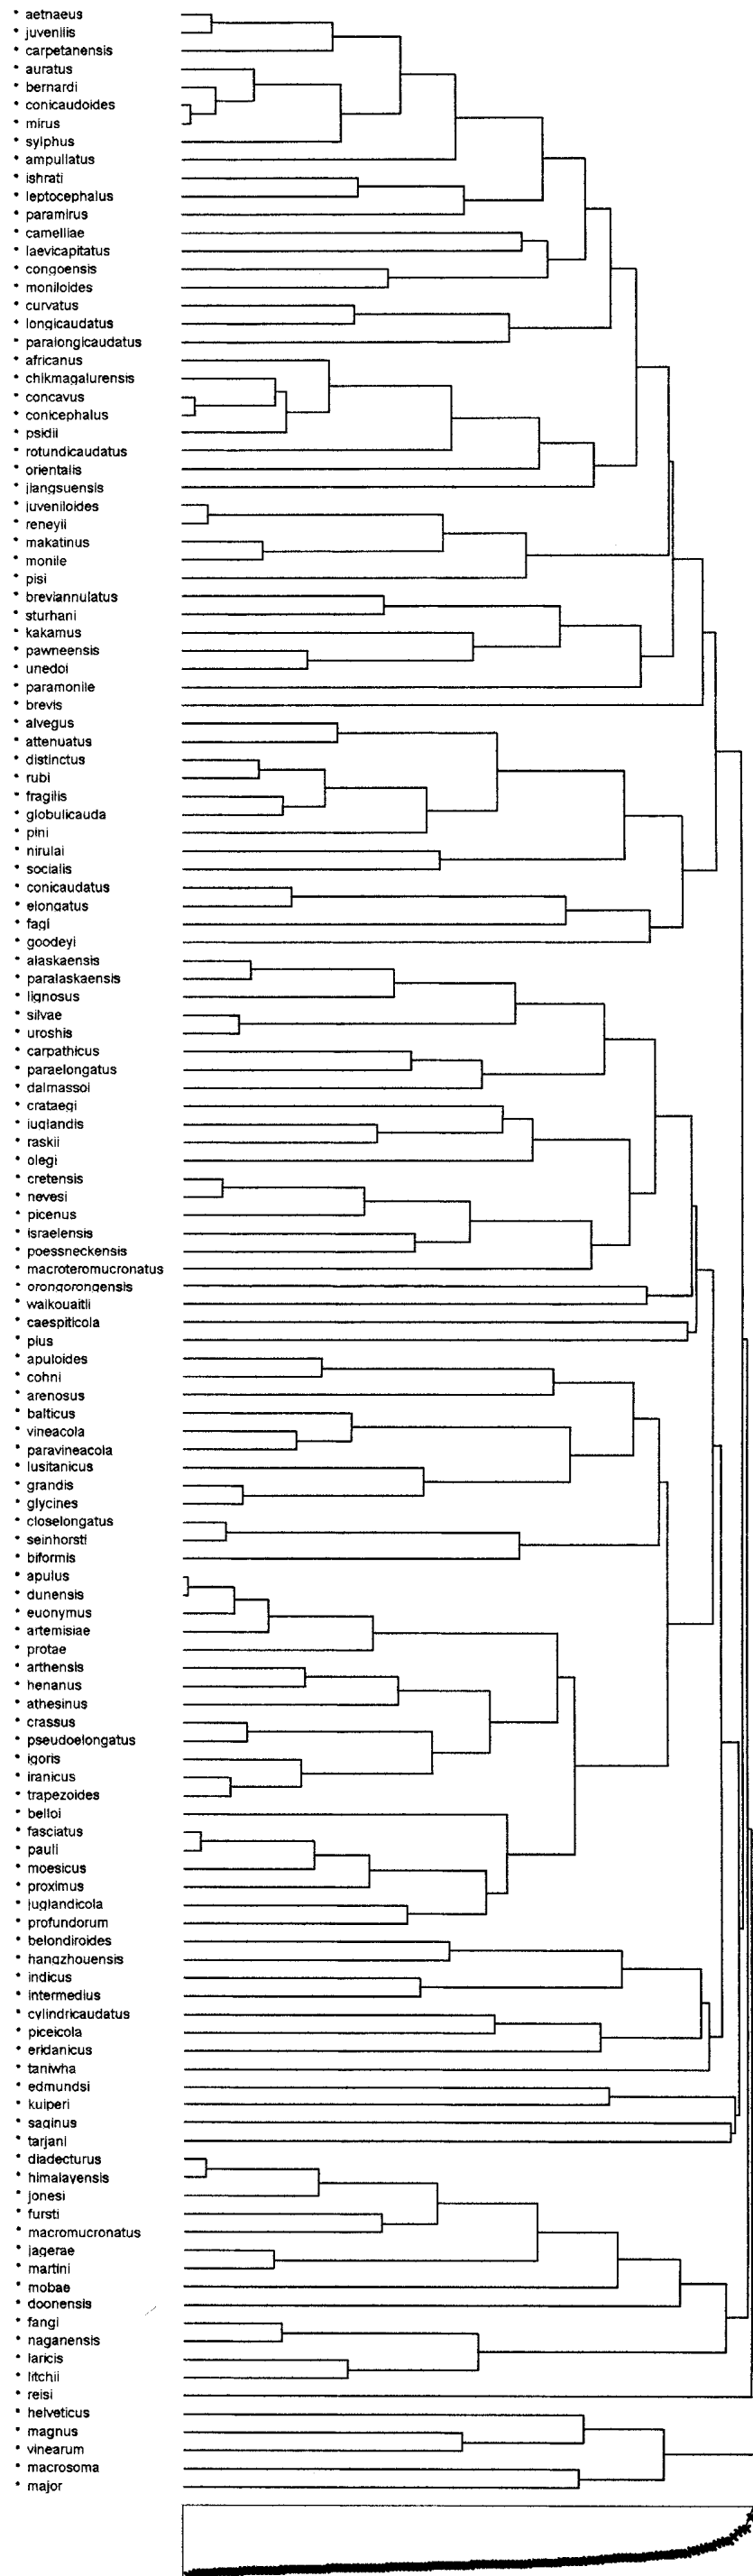 * aetnaeus
* juvenilis
* carpetanensis
* auratus
* bernardi
* conicaudoides
* mirus
* sylphus
* ampullatus
* ishrati
* leptocephalus
* paramirus
* camelliae
* laevicapitatus
* congoensis
* moniloides
* curvatus
* longicaudatus
* paralongicaudatus
* africanus
* chikmagalurensis
* concavus
* conicephalus
* psidii
* rotundicaudatus
* orientalis
* jiangsuensis
* juveniloides
* reneyii
* makatinus
* monile
* pisi
* breviannulatus
* sturhani
* kakamus
* pawneensis
* unedoi
* paramonile
* brevis
* alvegus
* attenuatus
* distinctus
* rubi
* fragilis
* globulicauda
* pini
* nirulai
* socialis
* conicaudatus
* elongatus
* fagi
* goodeyi
* alaskaensis
* paralaskaensis
* lignosus
* silvae
* uroshis
* carpathicus
* paraelongatus
* dalmassoi
* crataegi
* iuglandis
* raskii
* olegi
* cretensis
* nevesi
* picenus
* israelensis
* poessneckensis
* macroteromucronatus
* orongorongensis
* waikouaitii
* caespiticola
* pius
* apuloides
* cohni
* arenosus
* balticus
* vineacola
* paravineacola
* lusitanicus
* grandis
* glycines
* closelongatus
* seinhorsti
* biformis
* apulus
* dunensis
* euonymus
* artemisiae
* protae
* arthensis
* henanus
* athesinus
* crassus
* pseudoelongatus
* igoris
* iranicus
* trapezoides
* belloi
* fasciatus
* pauli
* moesicus
* proximus
* juglandicola
* profundorum
* belondiroides
* hangzhouensis
* indicus
* intermedius
* cylindricaudatus
* piceicola
* eridanicus
* taniwha
* edmundsi
* kuiperi
* saginus
* tarjani
* diadecturus
* himalayensis
* jonesi
* fursti
* macromucronatus
* jagerae
* martini
* mobae
* doonensis
* fangi
* naganensis
* laricis
* litchii
* reisi
* helveticus
* magnus
* vinearum
* macrosoma
* major